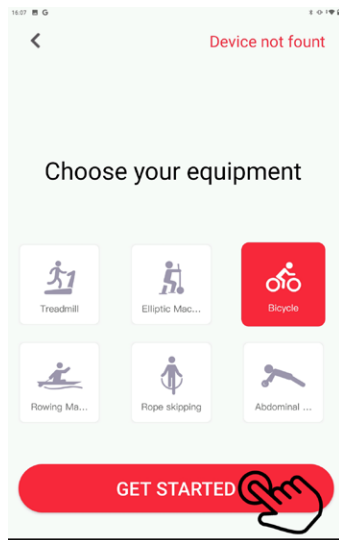 16:07 G
Device not fount
Choose your equipment
Treadmill
Elliptic Mac...
Bicycle
Rowing Ma...
Rope skipping
Abdominal ...
GET STARTED